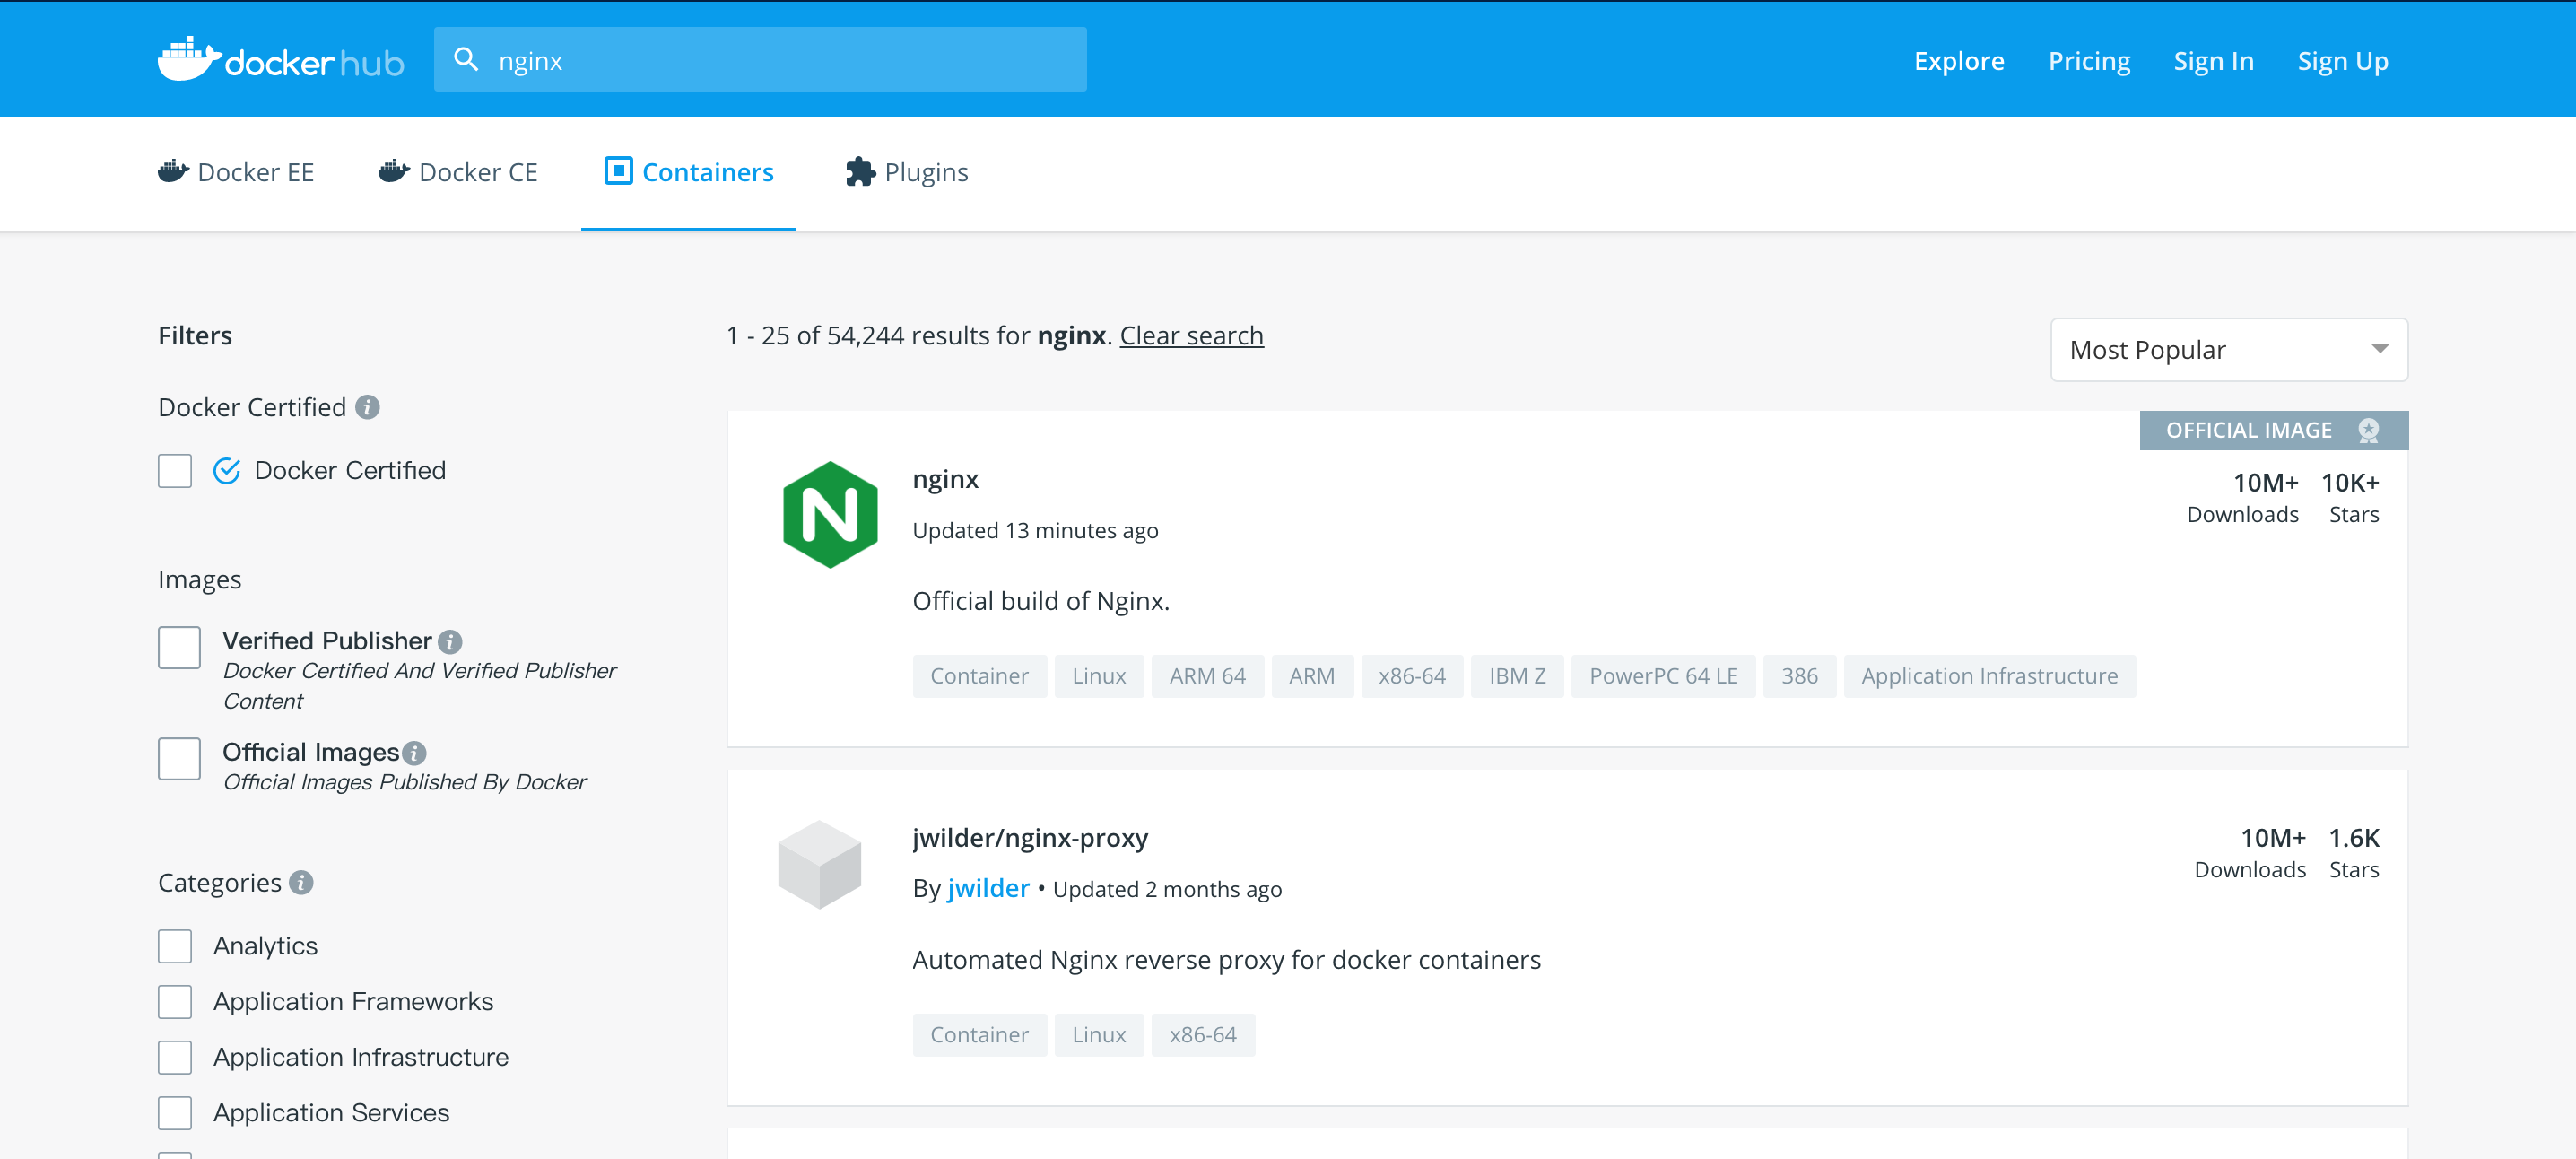 docker hub
nginx
Explore Pricing Sign In Sign Up
Docker EE Docker CE Containers Plugins
Filters
1 - 25 of 54,244 results for nginx. Clear search
Most Popular
Docker Certified
Docker Certified
Images
Verified Publisher
Docker Certified And Verified Publisher
Content
Official Images
Official Images Published By Docker
Categories
Analytics
Application Frameworks
Application Infrastructure
Application Services
OFFICIAL IMAGE
N
nginx
10M+ 10K+
Downloads Stars
Updated 13 minutes ago
Official build of Nginx.
Container Linux ARM 64 ARM x86-64 IBM Z PowerPC 64 LE 386 Application Infrastructure
jwilder/nginx-proxy
10M+ 1.6K
Downloads Stars
By jwilder • Updated 2 months ago
Automated Nginx reverse proxy for docker containers
Container Linux x86-64